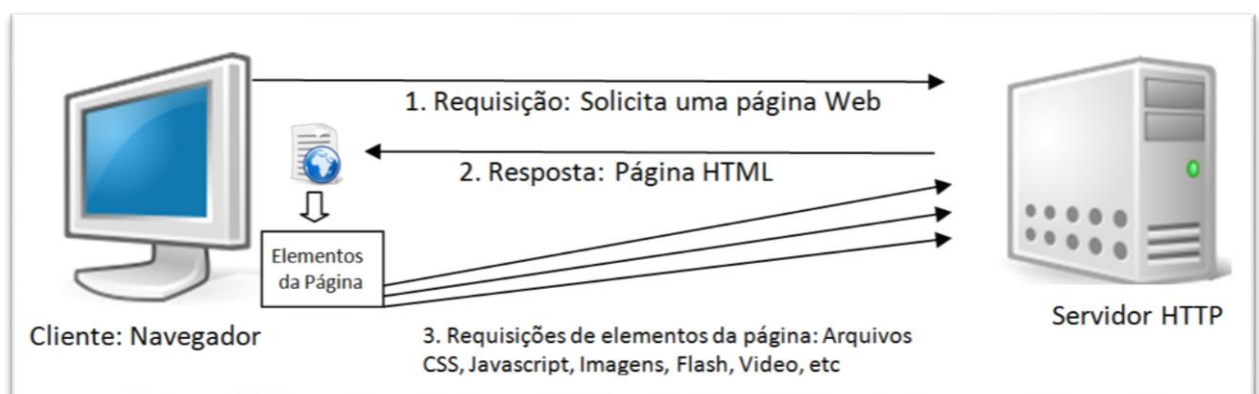 1. Requisição: Solicita uma página Web
2. Resposta: Página HTML
Elementos
da Página
Cliente: Navegador
Servidor HTTP
3. Requisições de elementos da página: Arquivos
CSS, Javascript, Imagens, Flash, Video, etc